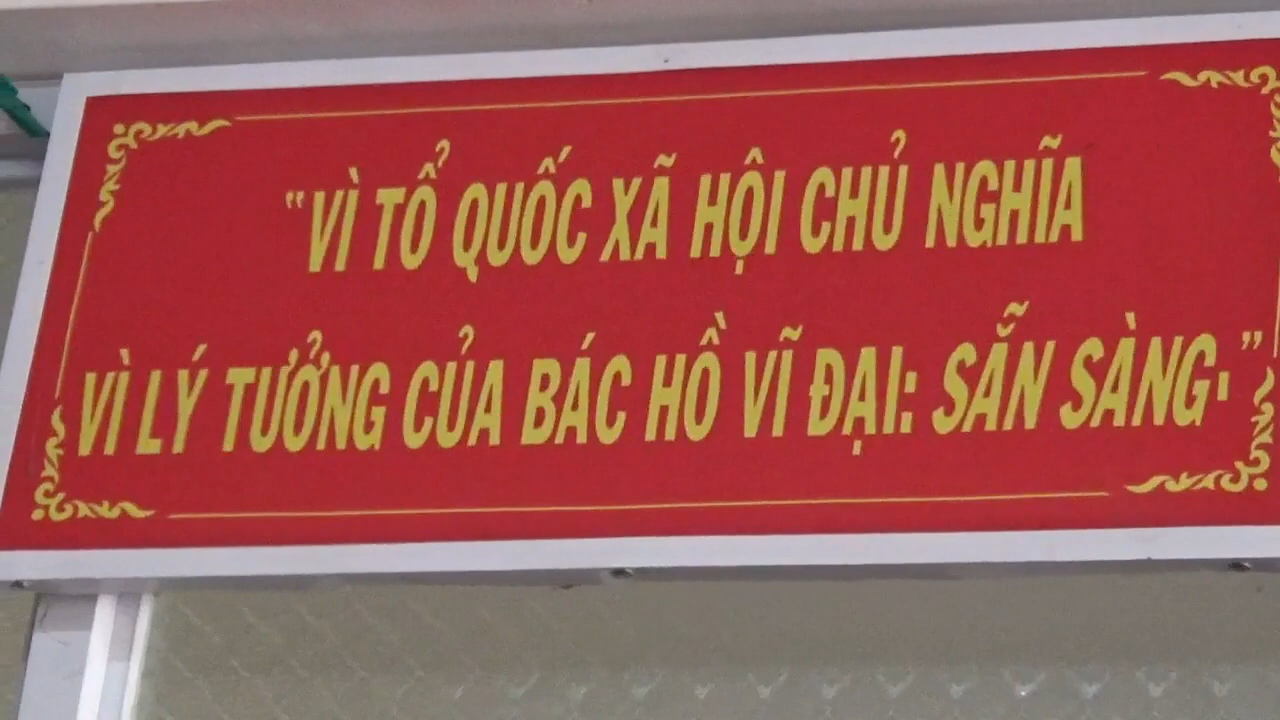 “VÌ TỔ QUỐC XÃ HỘI CHỦ NGHĨA
VÌ LÝ TƯỞNG CỦA BÁC HỒ VĨ ĐẠI: SẴN SÀNG.”